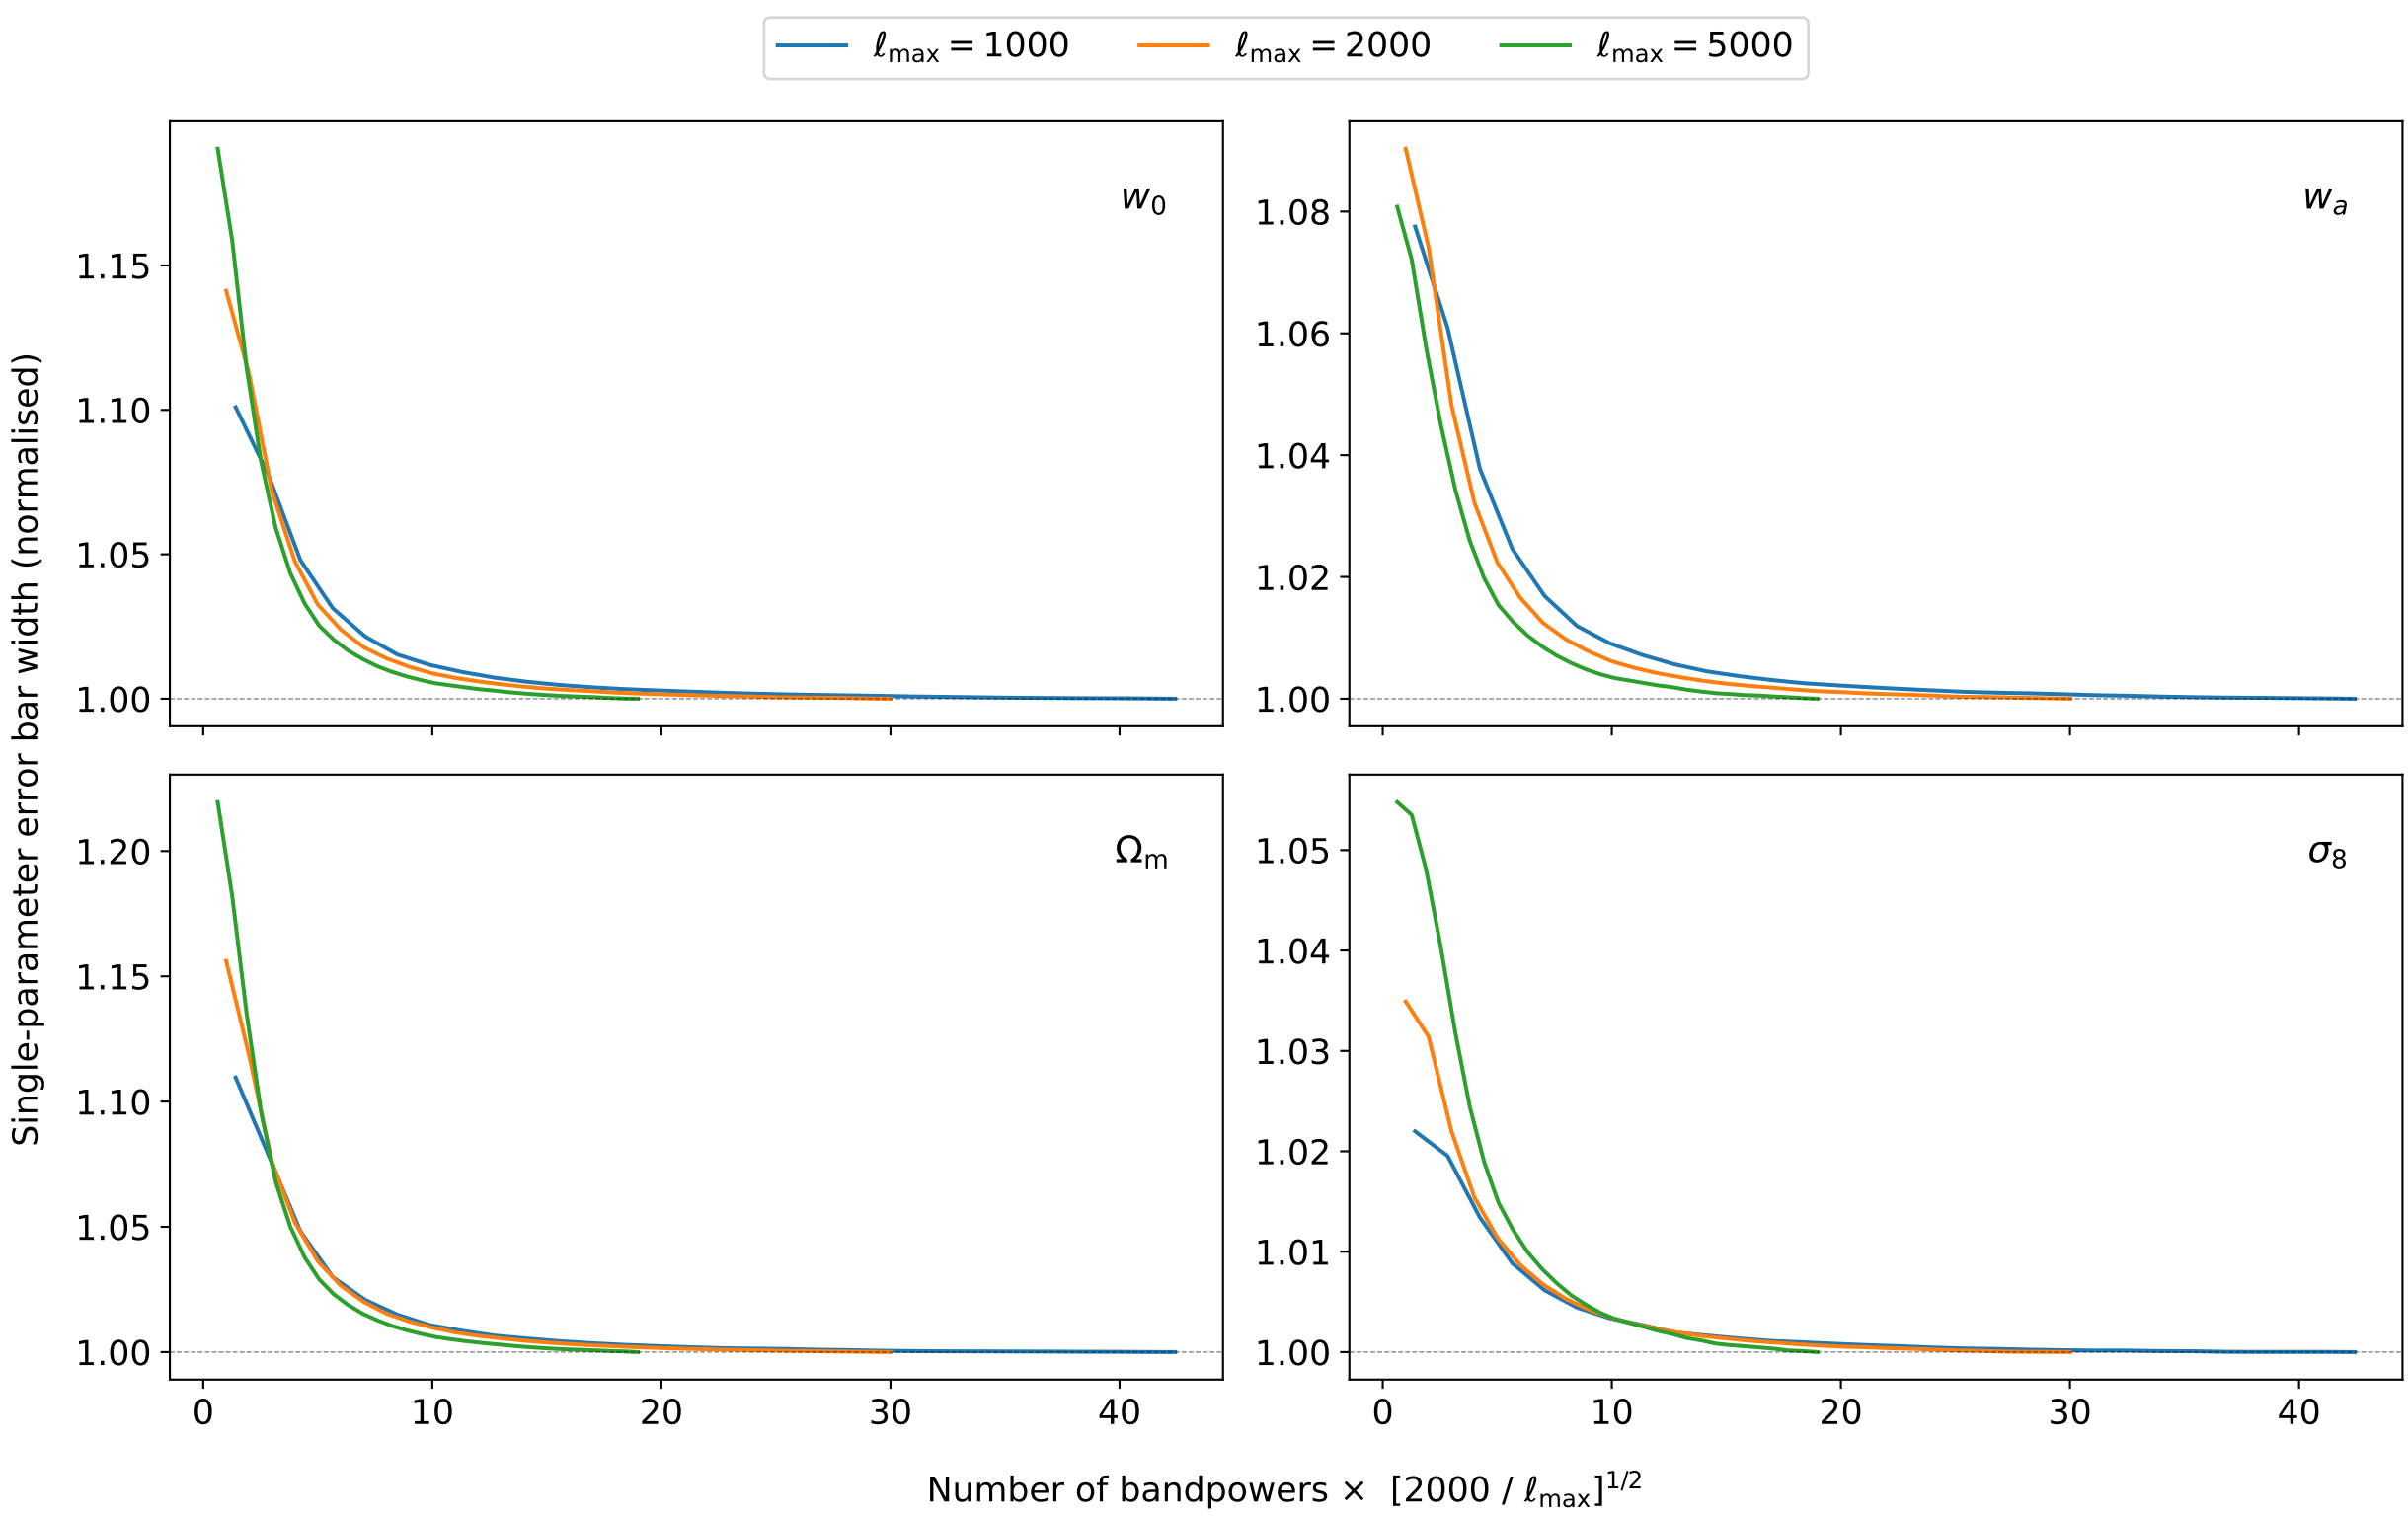 ℓmax = 1000 ℓmax = 2000 ℓmax = 5000
Single-parameter error bar width (normalised)
w0
1.15
1.10
1.05
1.00
wa
1.08
1.06
1.04
1.02
1.00
Ωm
1.20
1.15
1.10
1.05
1.00
0 10 20 30 40
σ8
1.05
1.04
1.03
1.02
1.01
1.00
0 10 20 30 40
Number of bandpowers × [2000 / ℓmax]1/2